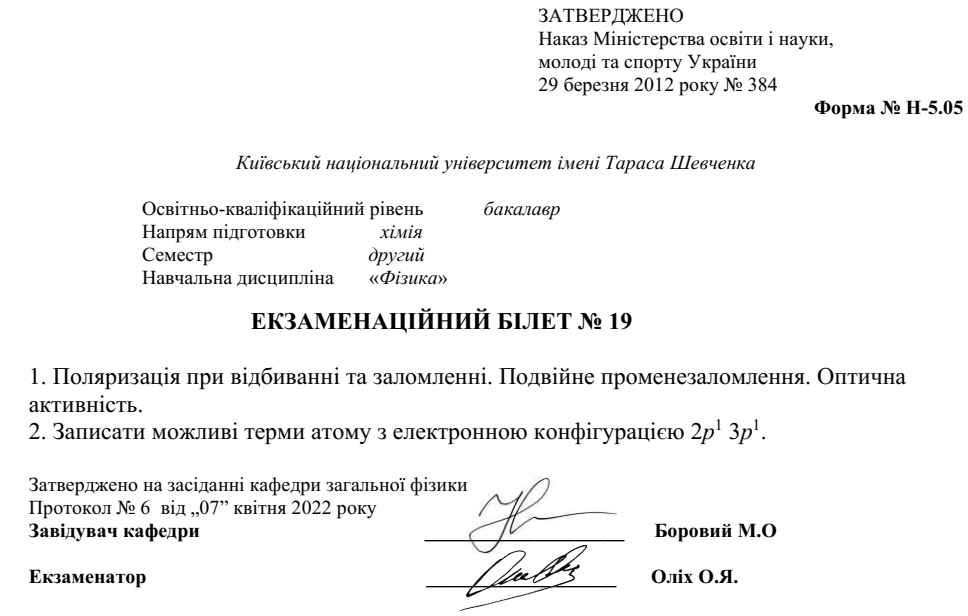 ЗАТВЕРДЖЕНО
Наказ Міністерства освіти і науки,
молоді та спорту України
29 березня 2012 року № 384
Форма № Н-5.05
Київський національний університет імені Тараса Шевченка
Освітньо-кваліфікаційний рівень бакалавр
Напрям підготовки хімія
Семестр другий
Навчальна дисципліна «Фізика»
ЕКЗАМЕНАЦІЙНИЙ БІЛЕТ № 19
1. Поляризація при відбиванні та заломленні. Подвійне променезаломлення. Оптична
активність.
2. Записати можливі терми атому з електронною конфігурацією 2p¹ 3p¹.
Затверджено на засіданні кафедри загальної фізики
Протокол № 6 від „07” квітня 2022 року
Завідувач кафедри Боровий М.О
Екзаменатор Оліх О.Я.